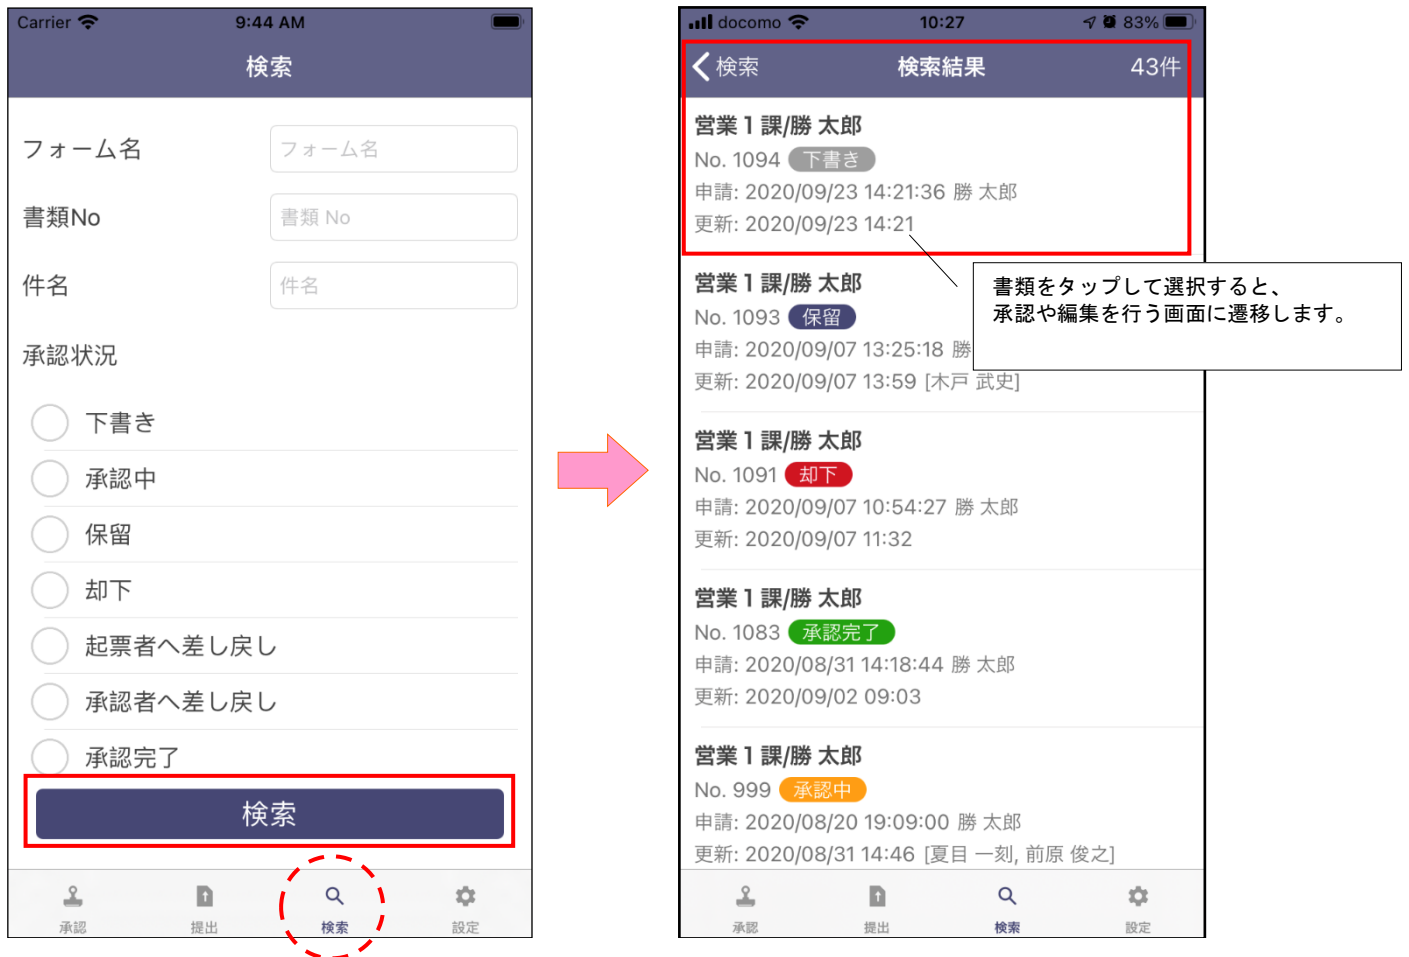 Carrier 9:44 AM
検索
フォーム名 フォーム名
書類No 書類 No
件名 件名
承認状況
下書き
承認中
保留
却下
起票者へ差し戻し
承認者へ差し戻し
承認完了
検索
承認 提出 検索 設定
docomo 10:27 83%
検索 検索結果 43件
営業１課/勝 太郎
No. 1094 下書き
申請: 2020/09/23 14:21:36 勝 太郎
更新: 2020/09/23 14:21
書類をタップして選択すると、
承認や編集を行う画面に遷移します。
営業１課/勝 太郎
No. 1093 保留
申請: 2020/09/07 13:25:18 勝
更新: 2020/09/07 13:59 [木戸 武史]
営業１課/勝 太郎
No. 1091 却下
申請: 2020/09/07 10:54:27 勝 太郎
更新: 2020/09/07 11:32
営業１課/勝 太郎
No. 1083 承認完了
申請: 2020/08/31 14:18:44 勝 太郎
更新: 2020/09/02 09:03
営業１課/勝 太郎
No. 999 承認中
申請: 2020/08/20 19:09:00 勝 太郎
更新: 2020/08/31 14:46 [夏目 一刻, 前原 俊之]
承認 提出 検索 設定